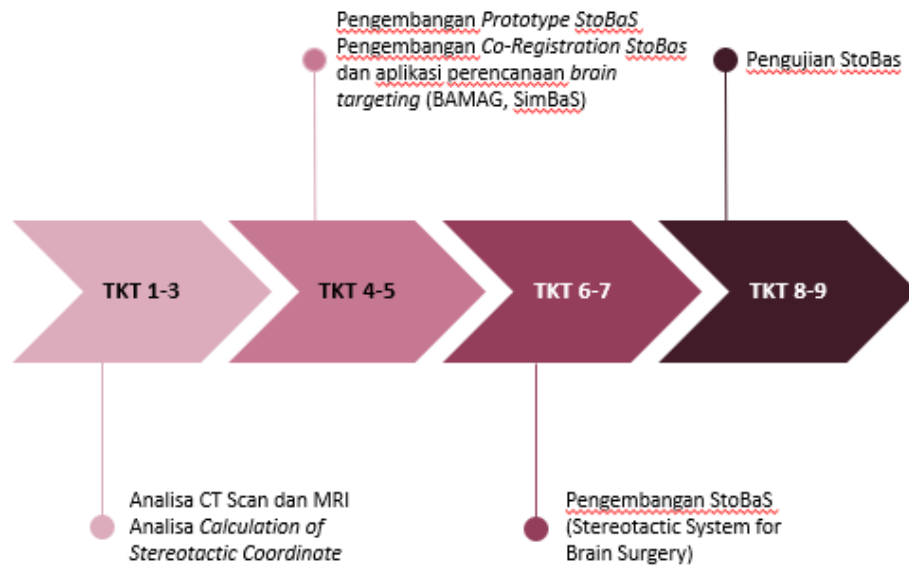 Pengembangan Prototype StoBaS
Pengembangan Co-Registration StoBas
dan aplikasi perencanaan brain
targeting (BAMAG, SimBaS)
Pengujian StoBas
TKT 1-3
TKT 4-5
TKT 6-7
TKT 8-9
Analisa CT Scan dan MRI
Analisa Calculation of
Stereotactic Coordinate
Pengembangan StoBaS
(Stereotactic System for
Brain Surgery)